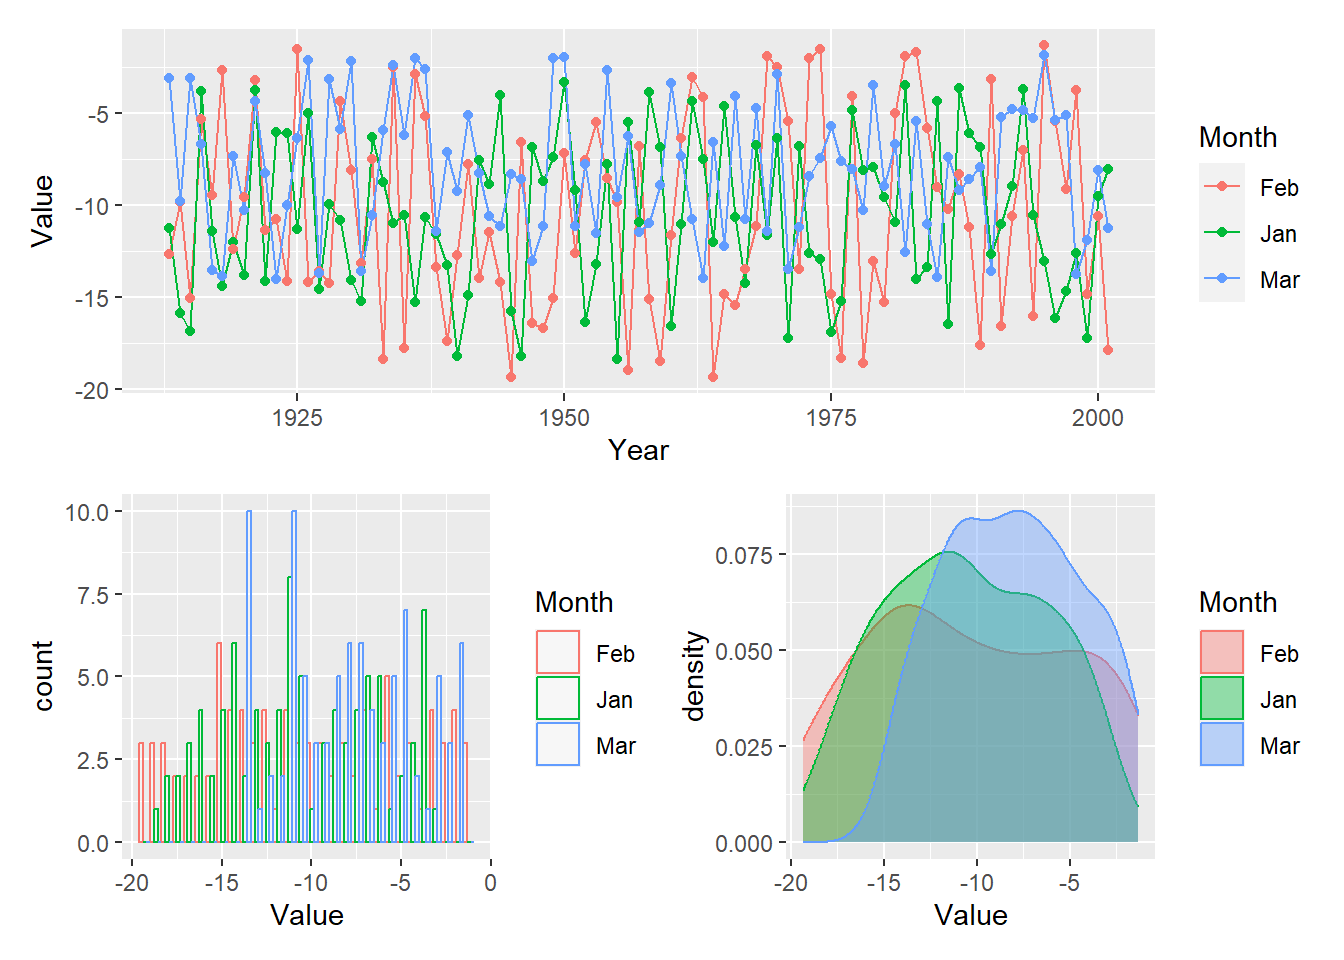 Value
-5
-10
-15
-20
1925 1950 1975 2000
Year
Month
Feb
Jan
Mar
count
10.0
7.5
5.0
2.5
0.0
-20 -15 -10 -5 0
Value
Month
Feb
Jan
Mar
density
0.075
0.050
0.025
0.000
-20 -15 -10 -5
Value
Month
Feb
Jan
Mar